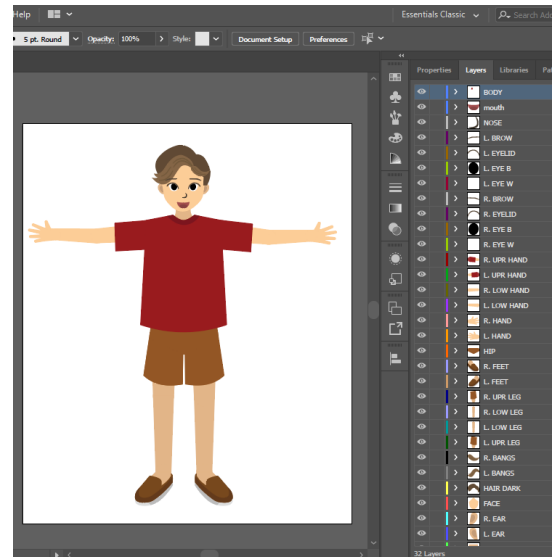 Help
Essentials Classic
Search Ado
5 pt. Round
Opacity: 100%
Style:
Document Setup
Preferences
Properties
Layers
Libraries
BODY
mouth
NOSE
L. BROW
L. EYELID
L. EYE B
L. EYE W
R. BROW
R. EYELID
R. EYE B
R. EYE W
R. UPR HAND
L. UPR HAND
R. LOW HAND
L. LOW HAND
R. HAND
L. HAND
HIP
R. FEET
L. FEET
R. UPR LEG
R. LOW LEG
L. LOW LEG
L. UPR LEG
R. BANGS
L. BANGS
HAIR DARK
FACE
R. EAR
L. EAR
32 Layers